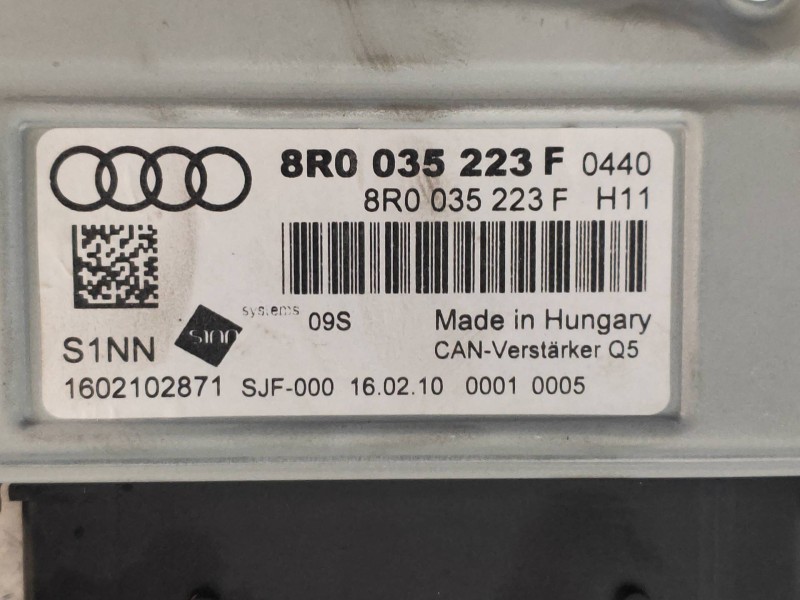 8R0 035 223 F 0440
8R0 035 223 F H11
systems
sinn
09S
Made in Hungary
S1NN
CAN-Verstärker Q5
1602102871 SJF-000 16.02.10 0001 0005